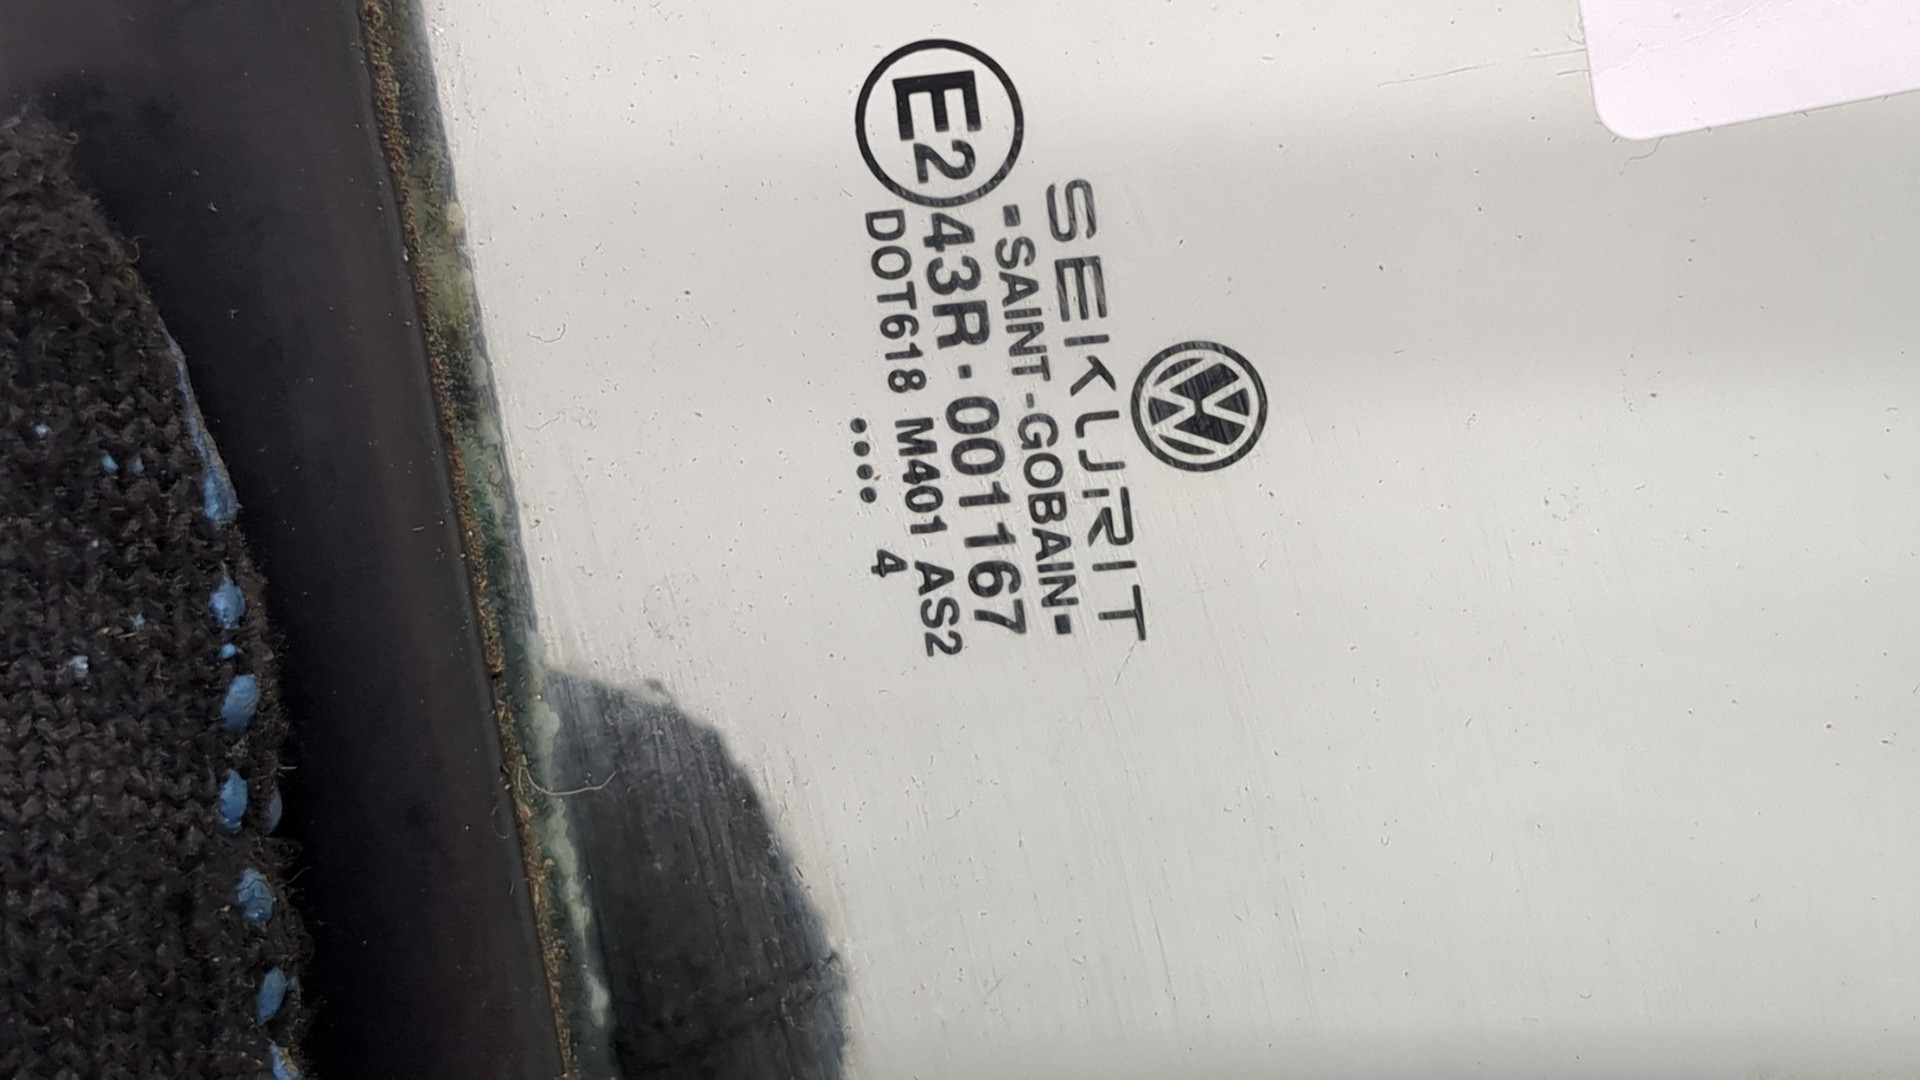 SEKURIT
-SAINT-GOBAIN-
E2 43R-001167
DOT618 M401 AS2
.... 4